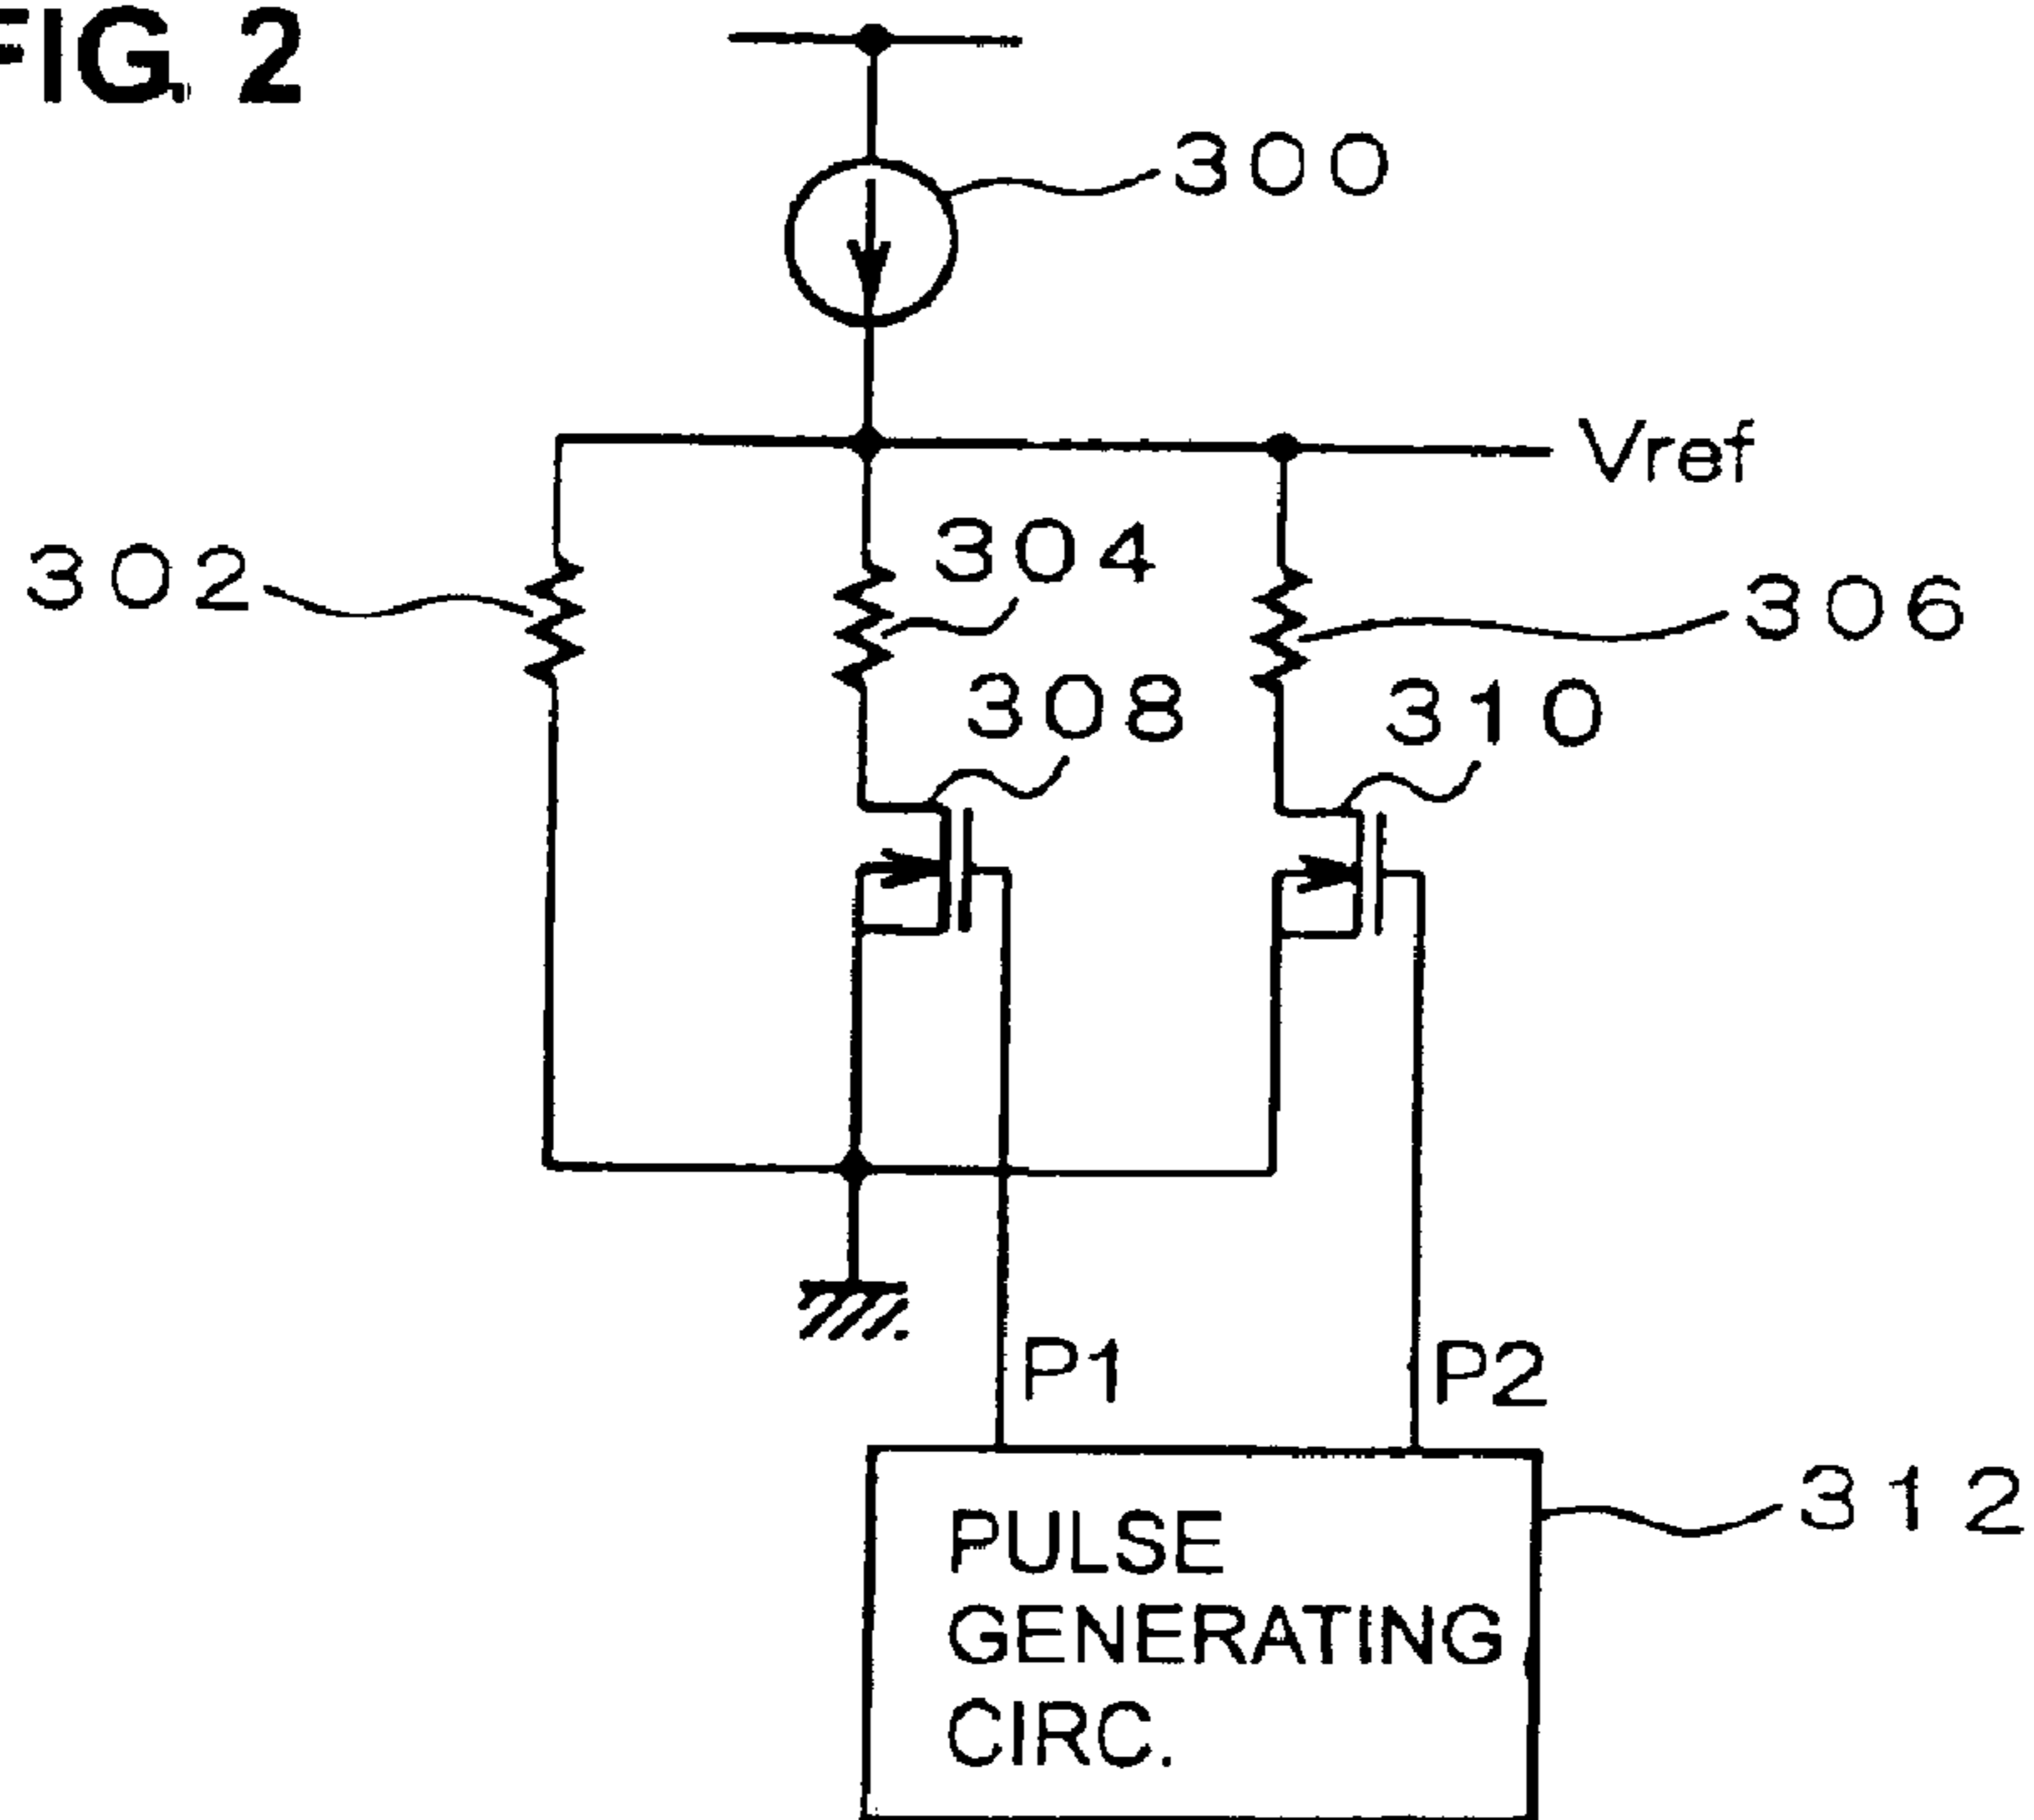 FIG. 2
300
Vref
304
302
306
308
310
P1
P2
312
PULSE
GENERATING
CIRC.